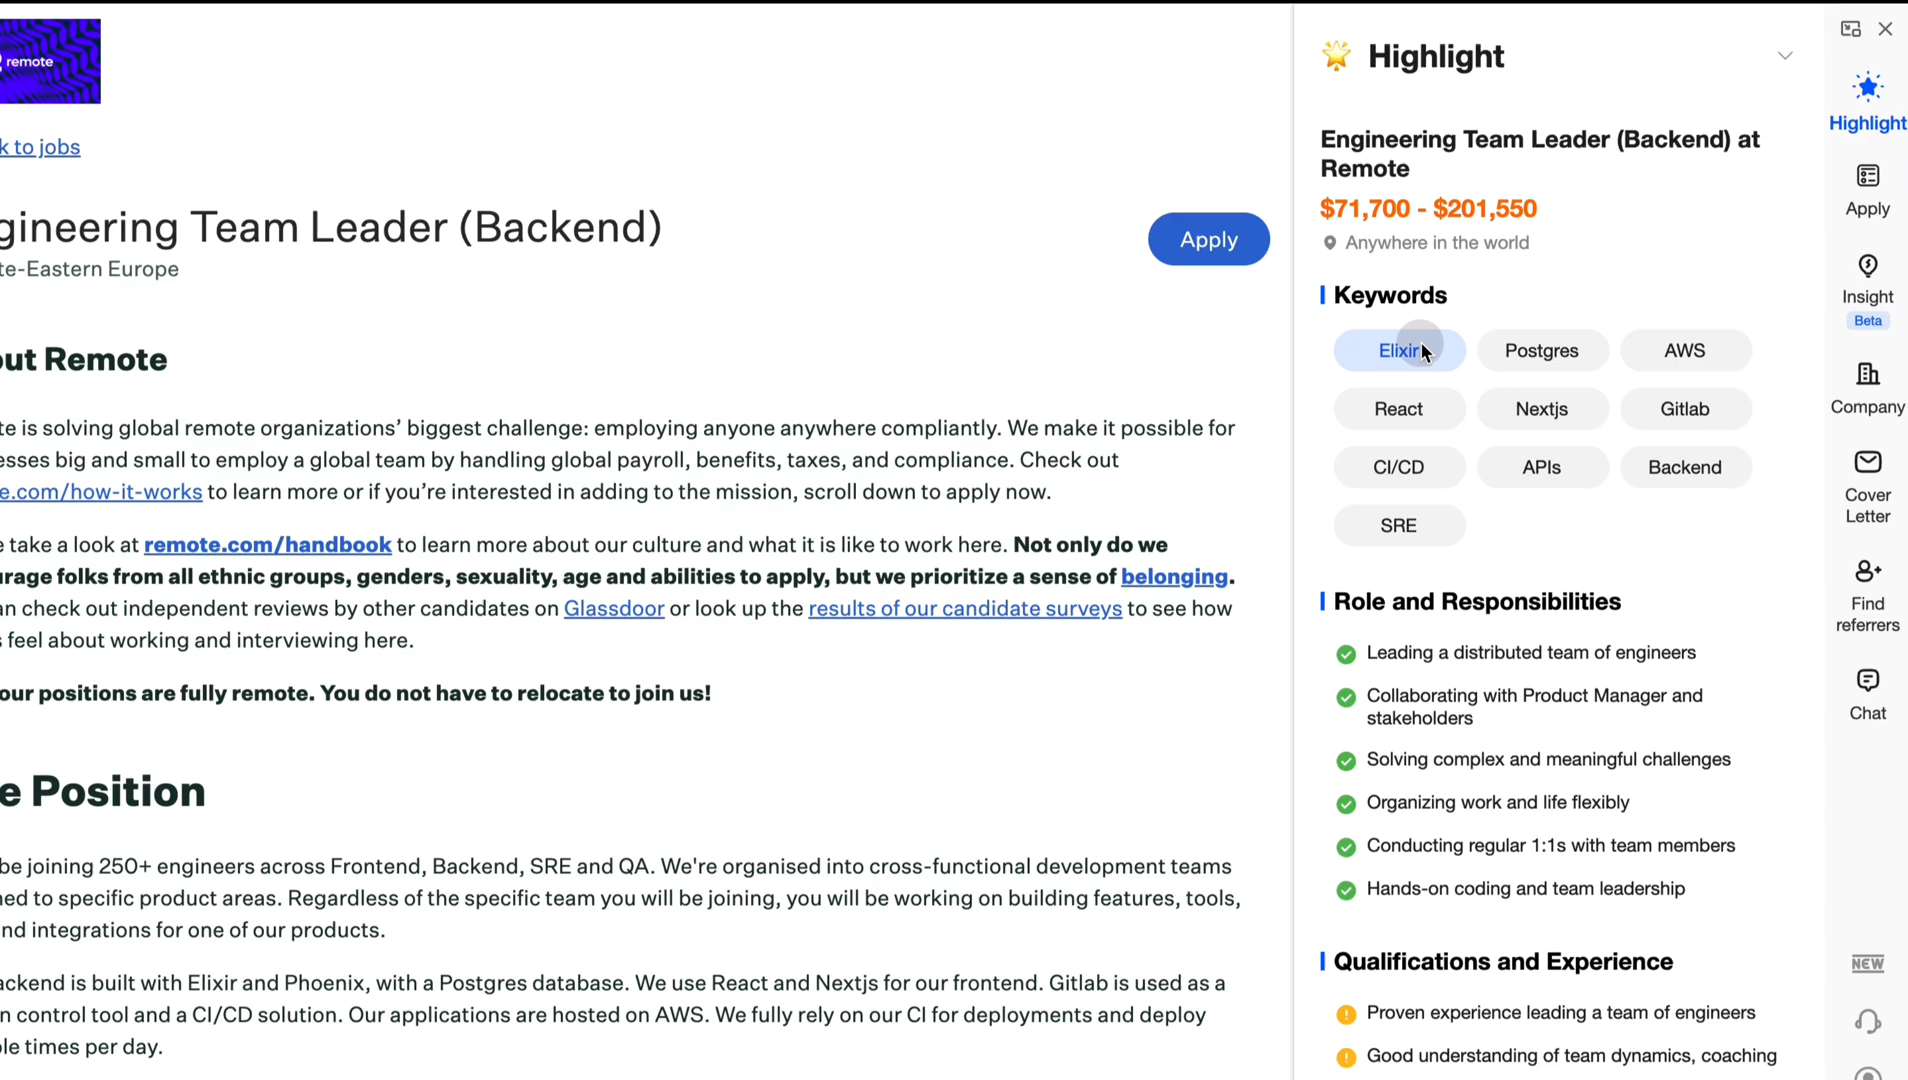 remote
k to jobs
gineering Team Leader (Backend)
te-Eastern Europe
Apply
out Remote
te is solving global remote organizations’ biggest challenge: employing anyone anywhere compliantly. We make it possible for
esses big and small to employ a global team by handling global payroll, benefits, taxes, and compliance. Check out
e.com/how-it-works to learn more or if you’re interested in adding to the mission, scroll down to apply now.
e take a look at remote.com/handbook to learn more about our culture and what it is like to work here. Not only do we
urage folks from all ethnic groups, genders, sexuality, age and abilities to apply, but we prioritize a sense of belonging.
an check out independent reviews by other candidates on Glassdoor or look up the results of our candidate surveys to see how
s feel about working and interviewing here.
our positions are fully remote. You do not have to relocate to join us!
e Position
be joining 250+ engineers across Frontend, Backend, SRE and QA. We're organised into cross-functional development teams
ned to specific product areas. Regardless of the specific team you will be joining, you will be working on building features, tools,
nd integrations for one of our products.
ackend is built with Elixir and Phoenix, with a Postgres database. We use React and Nextjs for our frontend. Gitlab is used as a
n control tool and a CI/CD solution. Our applications are hosted on AWS. We fully rely on our CI for deployments and deploy
le times per day.
Highlight
Engineering Team Leader (Backend) at
Remote
$71,700 - $201,550
Anywhere in the world
Keywords
Elixir Postgres AWS
React Nextjs Gitlab
CI/CD APIs Backend
SRE
Role and Responsibilities
Leading a distributed team of engineers
Collaborating with Product Manager and
stakeholders
Solving complex and meaningful challenges
Organizing work and life flexibly
Conducting regular 1:1s with team members
Hands-on coding and team leadership
Qualifications and Experience
Proven experience leading a team of engineers
Good understanding of team dynamics, coaching
Highlight
Apply
Insight
Beta
Company
Cover
Letter
Find
referrers
Chat
NEW